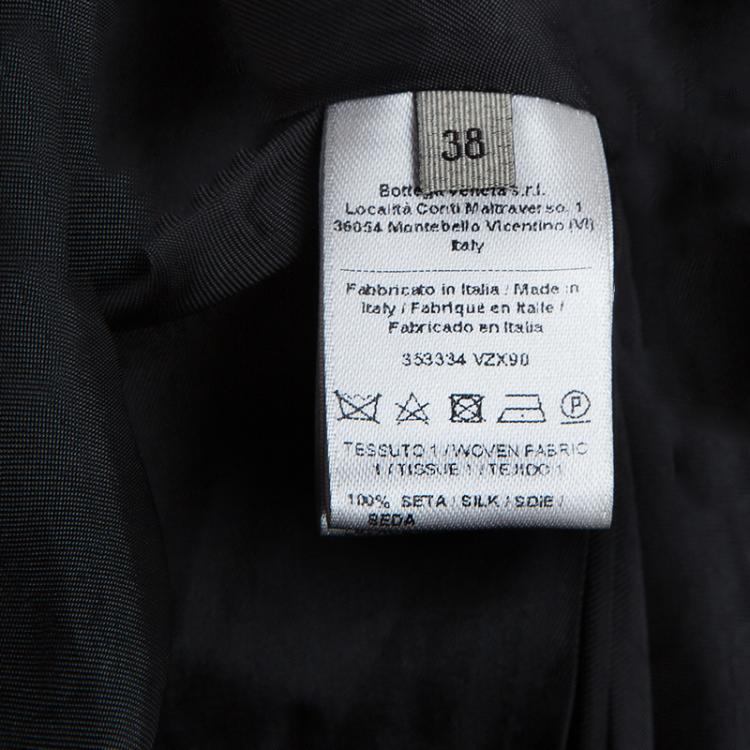 38
Bottega Veneta s.r.l.
Località Conti Maltraverso, 1
36054 Montebello Vicentino (VI)
Italy
Fabbricato in Italia / Made in
Italy / Fabriqué en Italie /
Fabricado en Italia
353334 VZX90
P
TESSUTO 1 / WOVEN FABRIC
1 / TISSUE 1 / TEJIDO 1
100% SETA / SILK / SOIE /
SEDA